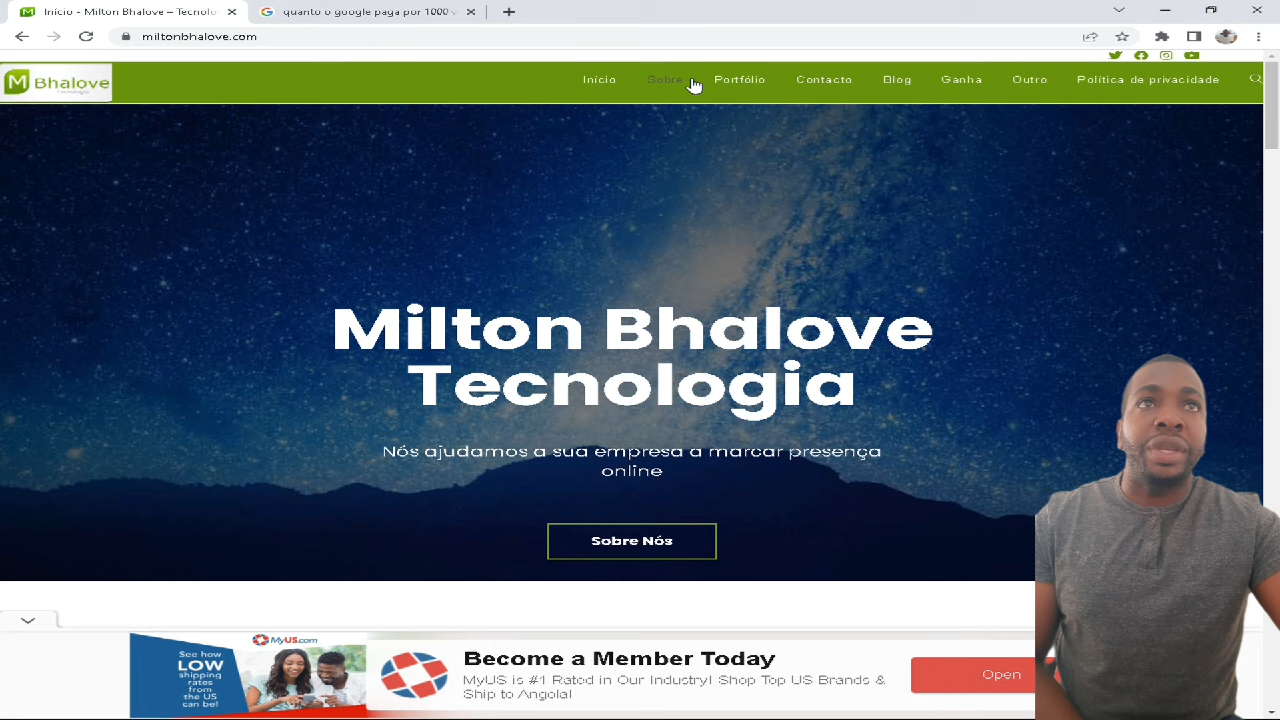 Início - Milton Bhalove – Tecnolo
quanto o google paga por 1000 v
miltonbhalove.com
M Bhalove
Tecnologia
Início
Sobre
Portfólio
Contacto
Blog
Ganha
Outro
Política de privacidade
Milton Bhalove
Tecnologia
Nós ajudamos a sua empresa a marcar presença
online
Sobre Nós
See how
LOW
shipping
rates
from
the US
can be!
MyUS.com
Become a Member Today
MyUS is #1 Rated in Our Industry! Shop Top US Brands &
Ship to Angola!
Open